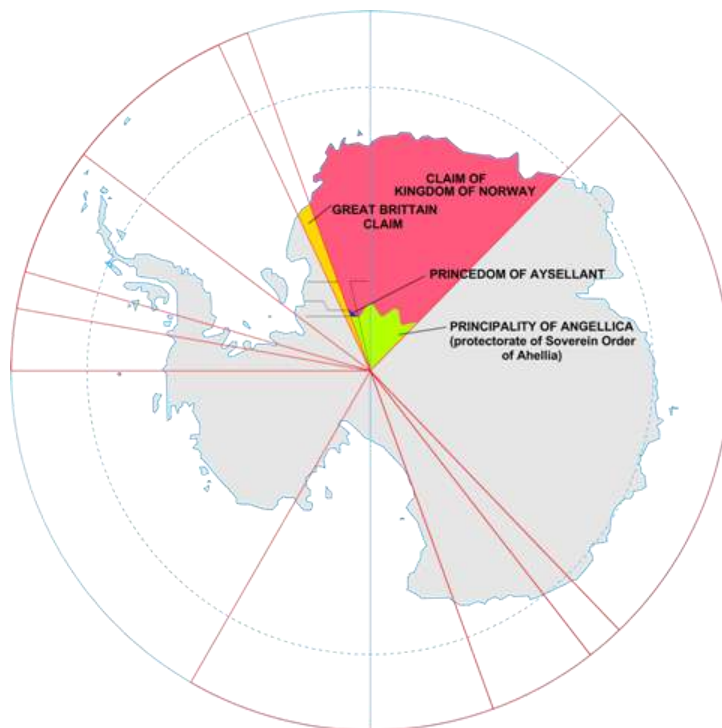 CLAIM OF
KINGDOM OF NORWAY
GREAT BRITTAIN
CLAIM
PRINCEDOM OF AYSELLANT
PRINCIPALITY OF ANGELLICA
(protectorate of Soverein Order
of Ahellia)